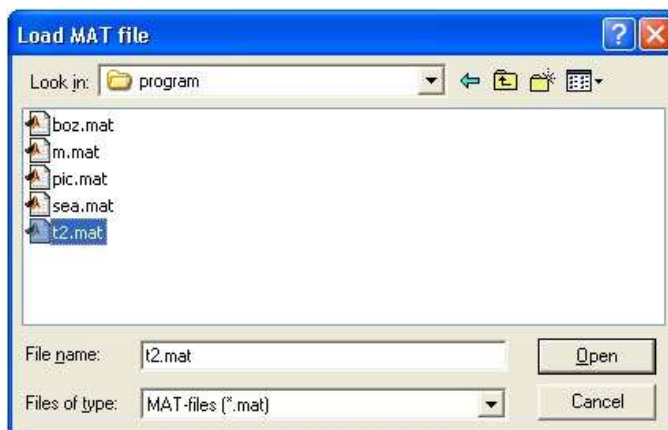 Load MAT file
Look in: program
boz.mat
m.mat
pic.mat
sea.mat
t2.mat
File name: t2.mat Open
Files of type: MAT-files (*.mat) Cancel